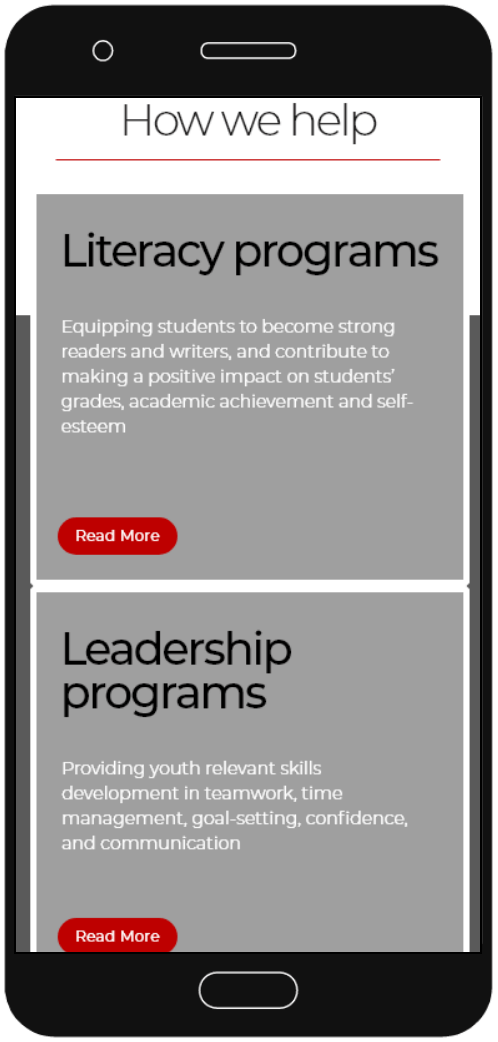 How we help
Literacy programs
Equipping students to become strong
readers and writers, and contribute to
making a positive impact on students’
grades, academic achievement and self-
esteem
Read More
Leadership
programs
Providing youth relevant skills
development in teamwork, time
management, goal-setting, confidence,
and communication
Read More